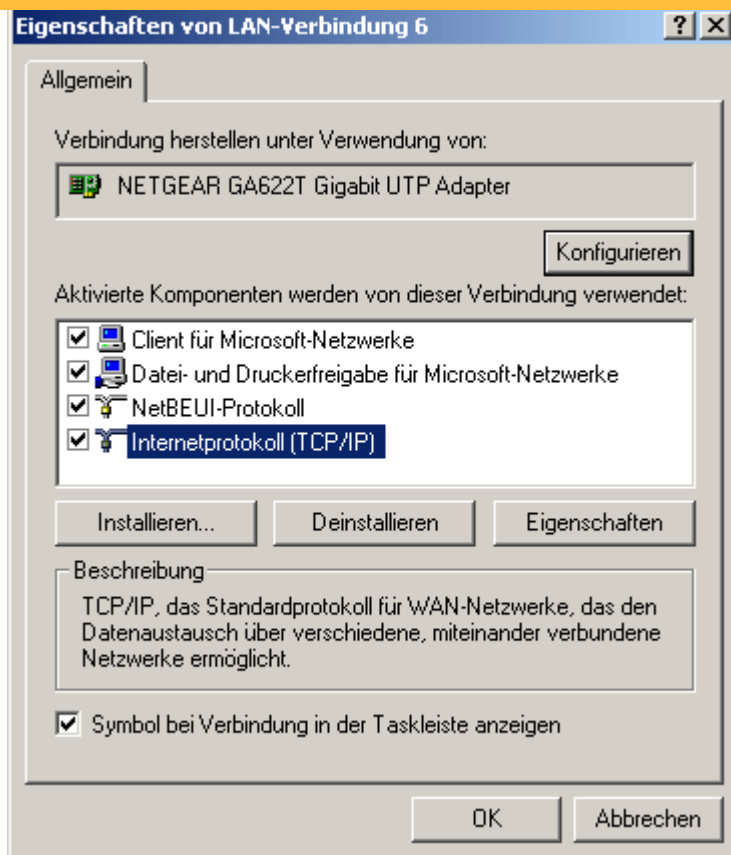 Eigenschaften von LAN-Verbindung 6
Allgemein
Verbindung herstellen unter Verwendung von:
NETGEAR GA622T Gigabit UTP Adapter
Konfigurieren
Aktivierte Komponenten werden von dieser Verbindung verwendet:
Client für Microsoft-Netzwerke
Datei- und Druckerfreigabe für Microsoft-Netzwerke
NetBEUI-Protokoll
Internetprotokoll (TCP/IP)
Installieren...
Deinstallieren
Eigenschaften
Beschreibung
TCP/IP, das Standardprotokoll für WAN-Netzwerke, das den
Datenaustausch über verschiedene, miteinander verbundene
Netzwerke ermöglicht.
Symbol bei Verbindung in der Taskleiste anzeigen
OK
Abbrechen